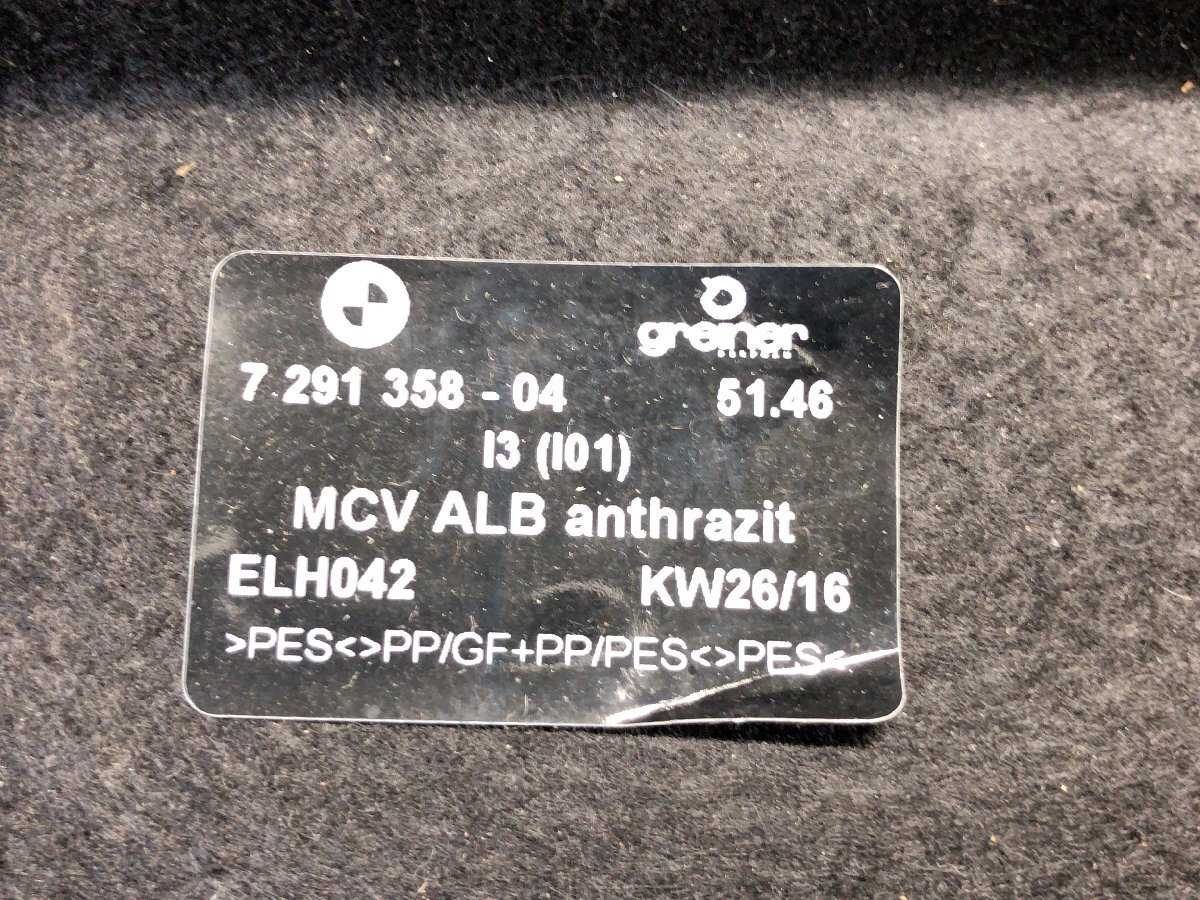 greiner
7 291 358 - 04 51.46
I3 (I01)
MCV ALB anthrazit
ELH042 KW26/16
>PES<>PP/GF+PP/PES<>PES<